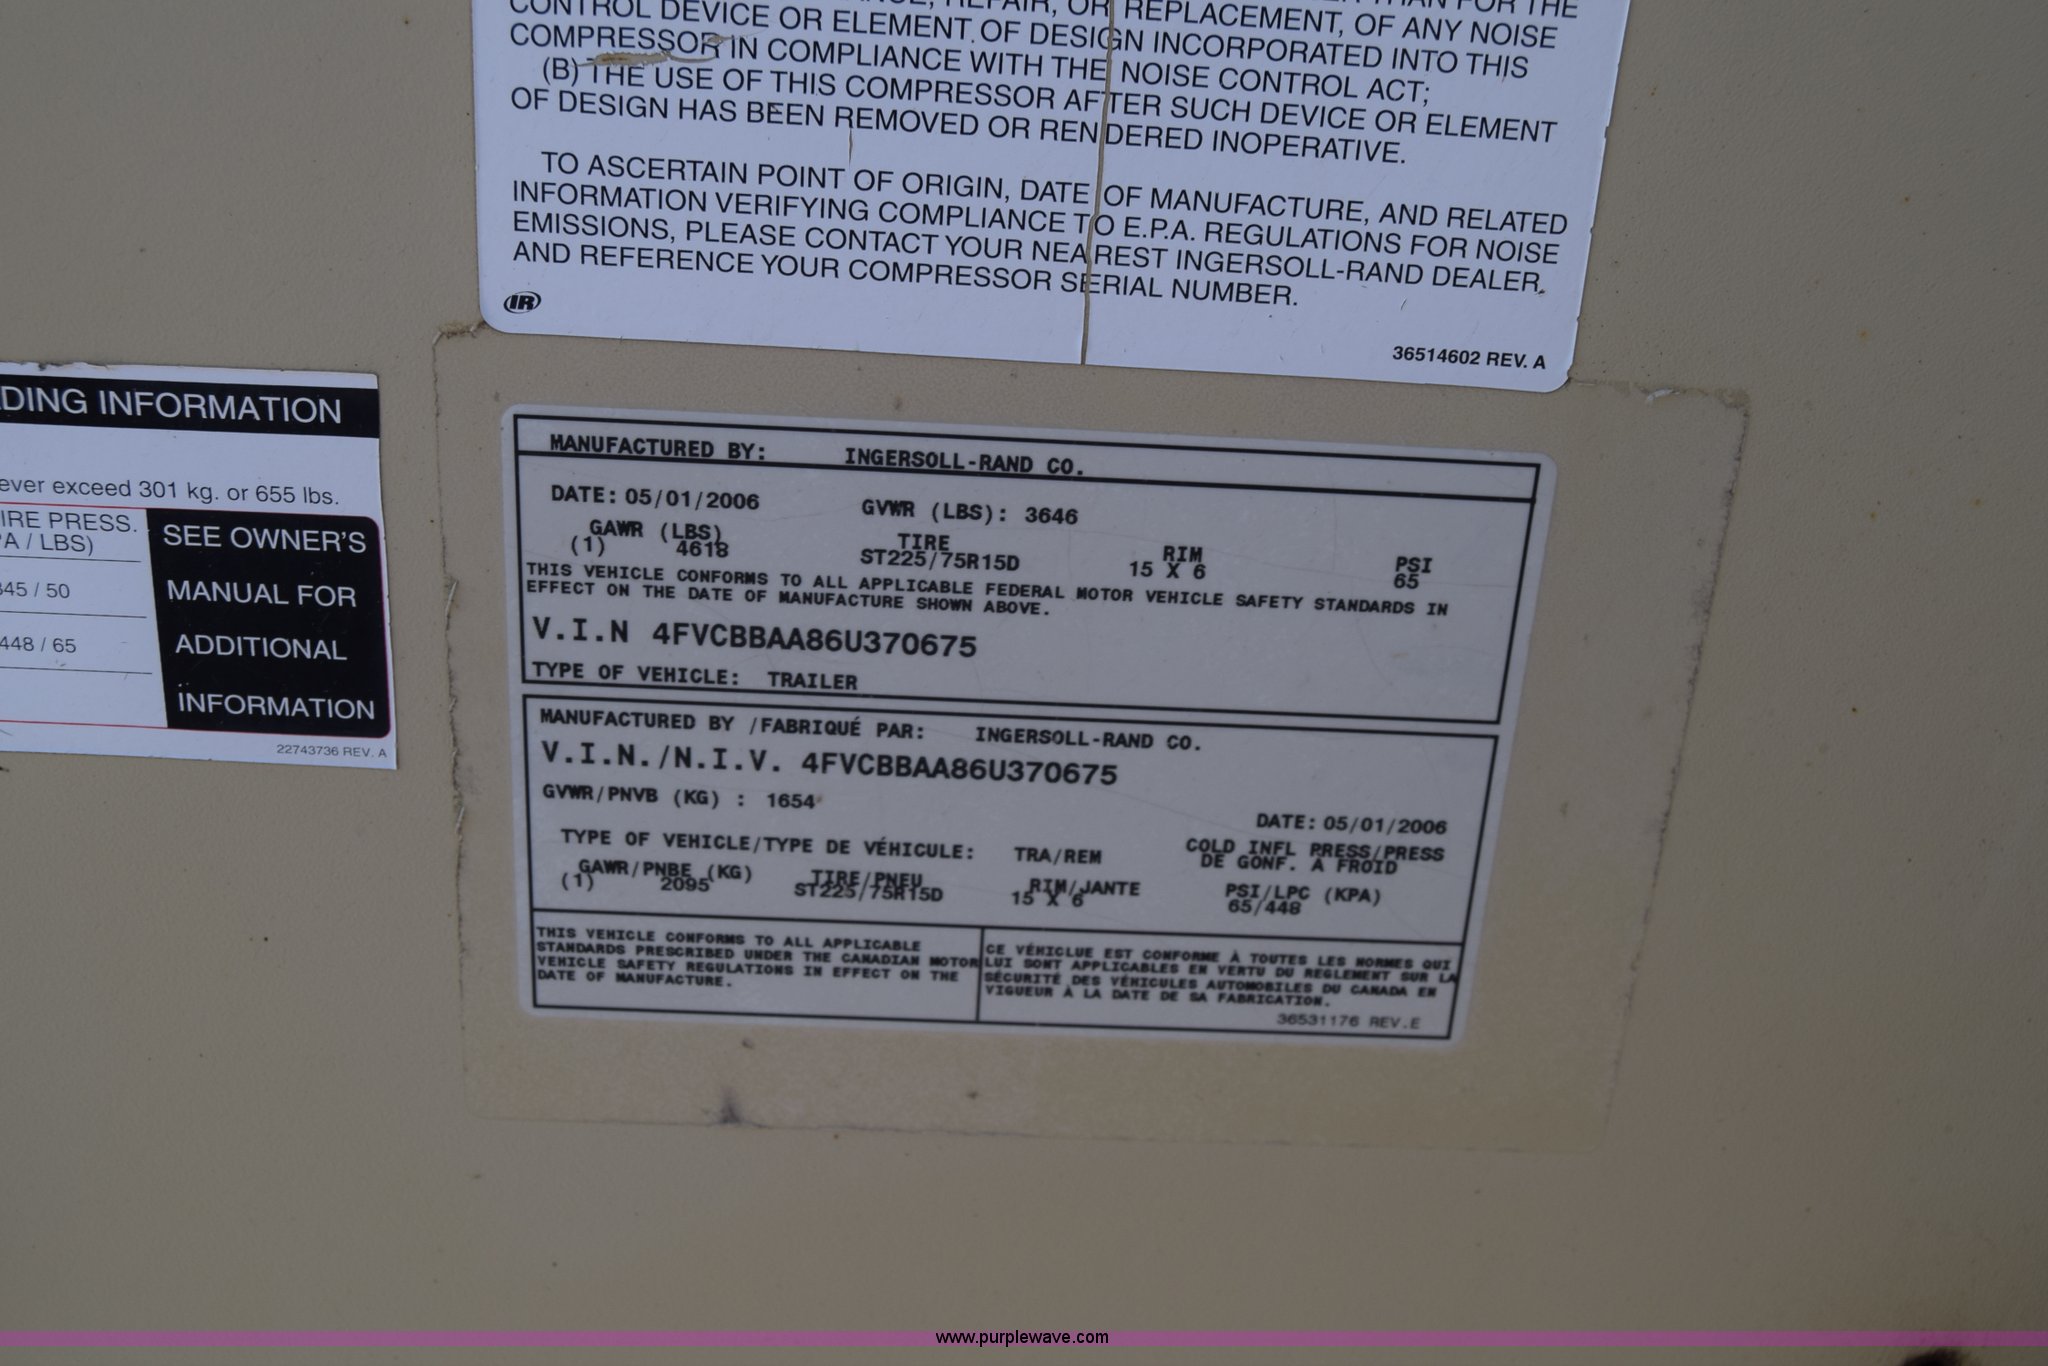 REPAIR, OR REPLACEMENT, OF ANY NOISE
CONTROL DEVICE OR ELEMENT OF DESIGN INCORPORATED INTO THIS
COMPRESSOR IN COMPLIANCE WITH THE NOISE CONTROL ACT;
(B) THE USE OF THIS COMPRESSOR AFTER SUCH DEVICE OR ELEMENT
OF DESIGN HAS BEEN REMOVED OR RENDERED INOPERATIVE.
TO ASCERTAIN POINT OF ORIGIN, DATE OF MANUFACTURE, AND RELATED
INFORMATION VERIFYING COMPLIANCE TO E.P.A. REGULATIONS FOR NOISE
EMISSIONS, PLEASE CONTACT YOUR NEAREST INGERSOLL-RAND DEALER,
AND REFERENCE YOUR COMPRESSOR SERIAL NUMBER.
IR
36514602 REV. A
DING INFORMATION
ever exceed 301 kg. or 655 lbs.
IRE PRESS.
PA / LBS)
345 / 50
448 / 65
SEE OWNER'S
MANUAL FOR
ADDITIONAL
INFORMATION
22743736 REV. A
MANUFACTURED BY: INGERSOLL-RAND CO.
DATE: 05/01/2006 GVWR (LBS): 3646
GAWR (LBS) TIRE RIM PSI
(1) 4618 ST225/75R15D 15 X 6 65
THIS VEHICLE CONFORMS TO ALL APPLICABLE FEDERAL MOTOR VEHICLE SAFETY STANDARDS IN
EFFECT ON THE DATE OF MANUFACTURE SHOWN ABOVE.
V.I.N 4FVCBBAA86U370675
TYPE OF VEHICLE: TRAILER
MANUFACTURED BY /FABRIQUÉ PAR: INGERSOLL-RAND CO.
V.I.N./N.I.V. 4FVCBBAA86U370675
GVWR/PNVB (KG) : 1654
DATE: 05/01/2006
TYPE OF VEHICLE/TYPE DE VÉHICULE: TRA/REM
COLD INFL PRESS/PRESS
DE GONF. A FROID
GAWR/PNBE (KG) TIRE/PNEU RIM/JANTE PSI/LPC (KPA)
(1) 2095 ST225/75R15D 15 X 6 65/448
THIS VEHICLE CONFORMS TO ALL APPLICABLE
STANDARDS PRESCRIBED UNDER THE CANADIAN MOTOR
VEHICLE SAFETY REGULATIONS IN EFFECT ON THE
DATE OF MANUFACTURE.
CE VÉHICLUE EST CONFORME À TOUTES LES NORMES QUI
LUI SONT APPLICABLES EN VERTU DU REGLEMENT SUR LA
SÉCURITÉ DES VÉHICULES AUTOMOBILES DU CANADA EN
VIGUEUR À LA DATE DE SA FABRICATION.
36531176 REV.E
www.purplewave.com